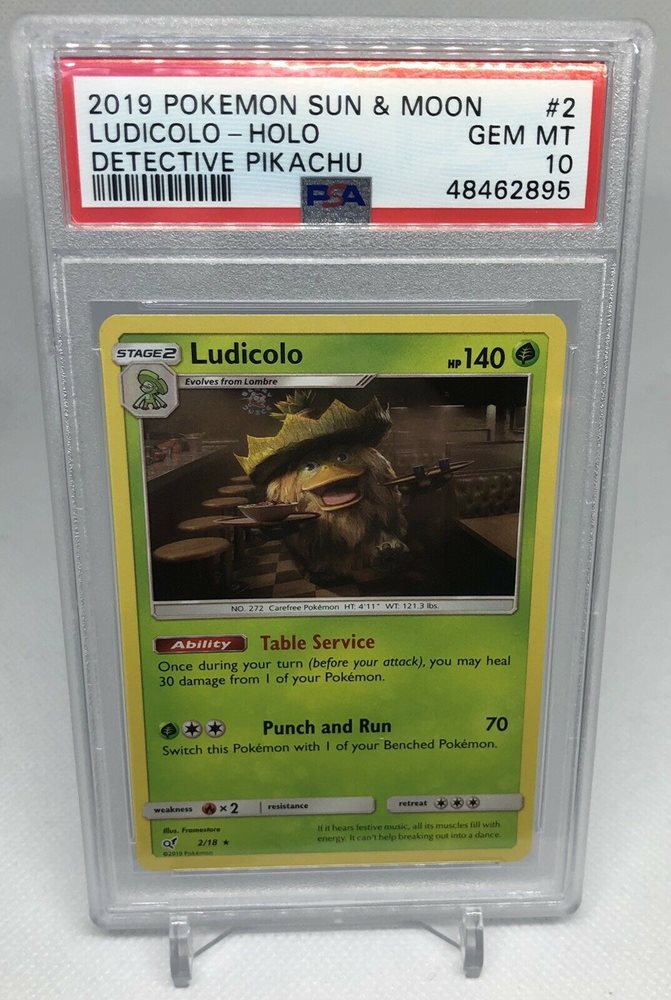 2019 POKEMON SUN & MOON #2
LUDICOLO - HOLO GEM MT
DETECTIVE PIKACHU 10
PSA 48462895
STAGE 2 Ludicolo HP 140
Evolves from Lombre
NO. 272 Carefree Pokémon HT: 4'11" WT: 121.3 lbs.
Ability Table Service
Once during your turn (before your attack), you may heal
30 damage from 1 of your Pokémon.
Punch and Run 70
Switch this Pokémon with 1 of your Benched Pokémon.
weakness ×2 resistance retreat
Illus. Framestore
2/18 ★
©2019 Pokémon
If it hears festive music, all its muscles fill with
energy. It can't help breaking out into a dance.